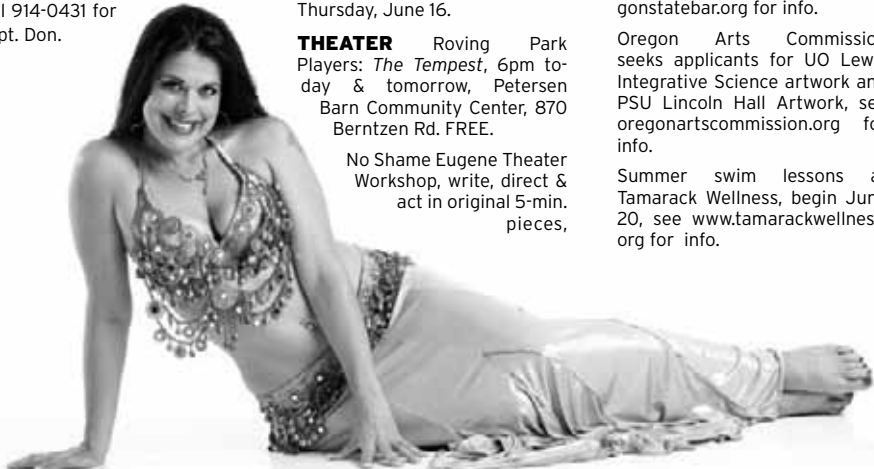 l 914-0431 for
pt. Don.
Thursday, June 16.
THEATER Roving Park
Players: The Tempest, 6pm to-
day & tomorrow, Petersen
Barn Community Center, 870
Berntzen Rd. FREE.
No Shame Eugene Theater
Workshop, write, direct &
act in original 5-min.
pieces,
gonstatebar.org for info.
Oregon Arts Commissio
seeks applicants for UO Lew
Integrative Science artwork an
PSU Lincoln Hall Artwork, se
oregonartscommission.org fo
info.
Summer swim lessons a
Tamarack Wellness, begin Jun
20, see www.tamarackwellnes
org for info.